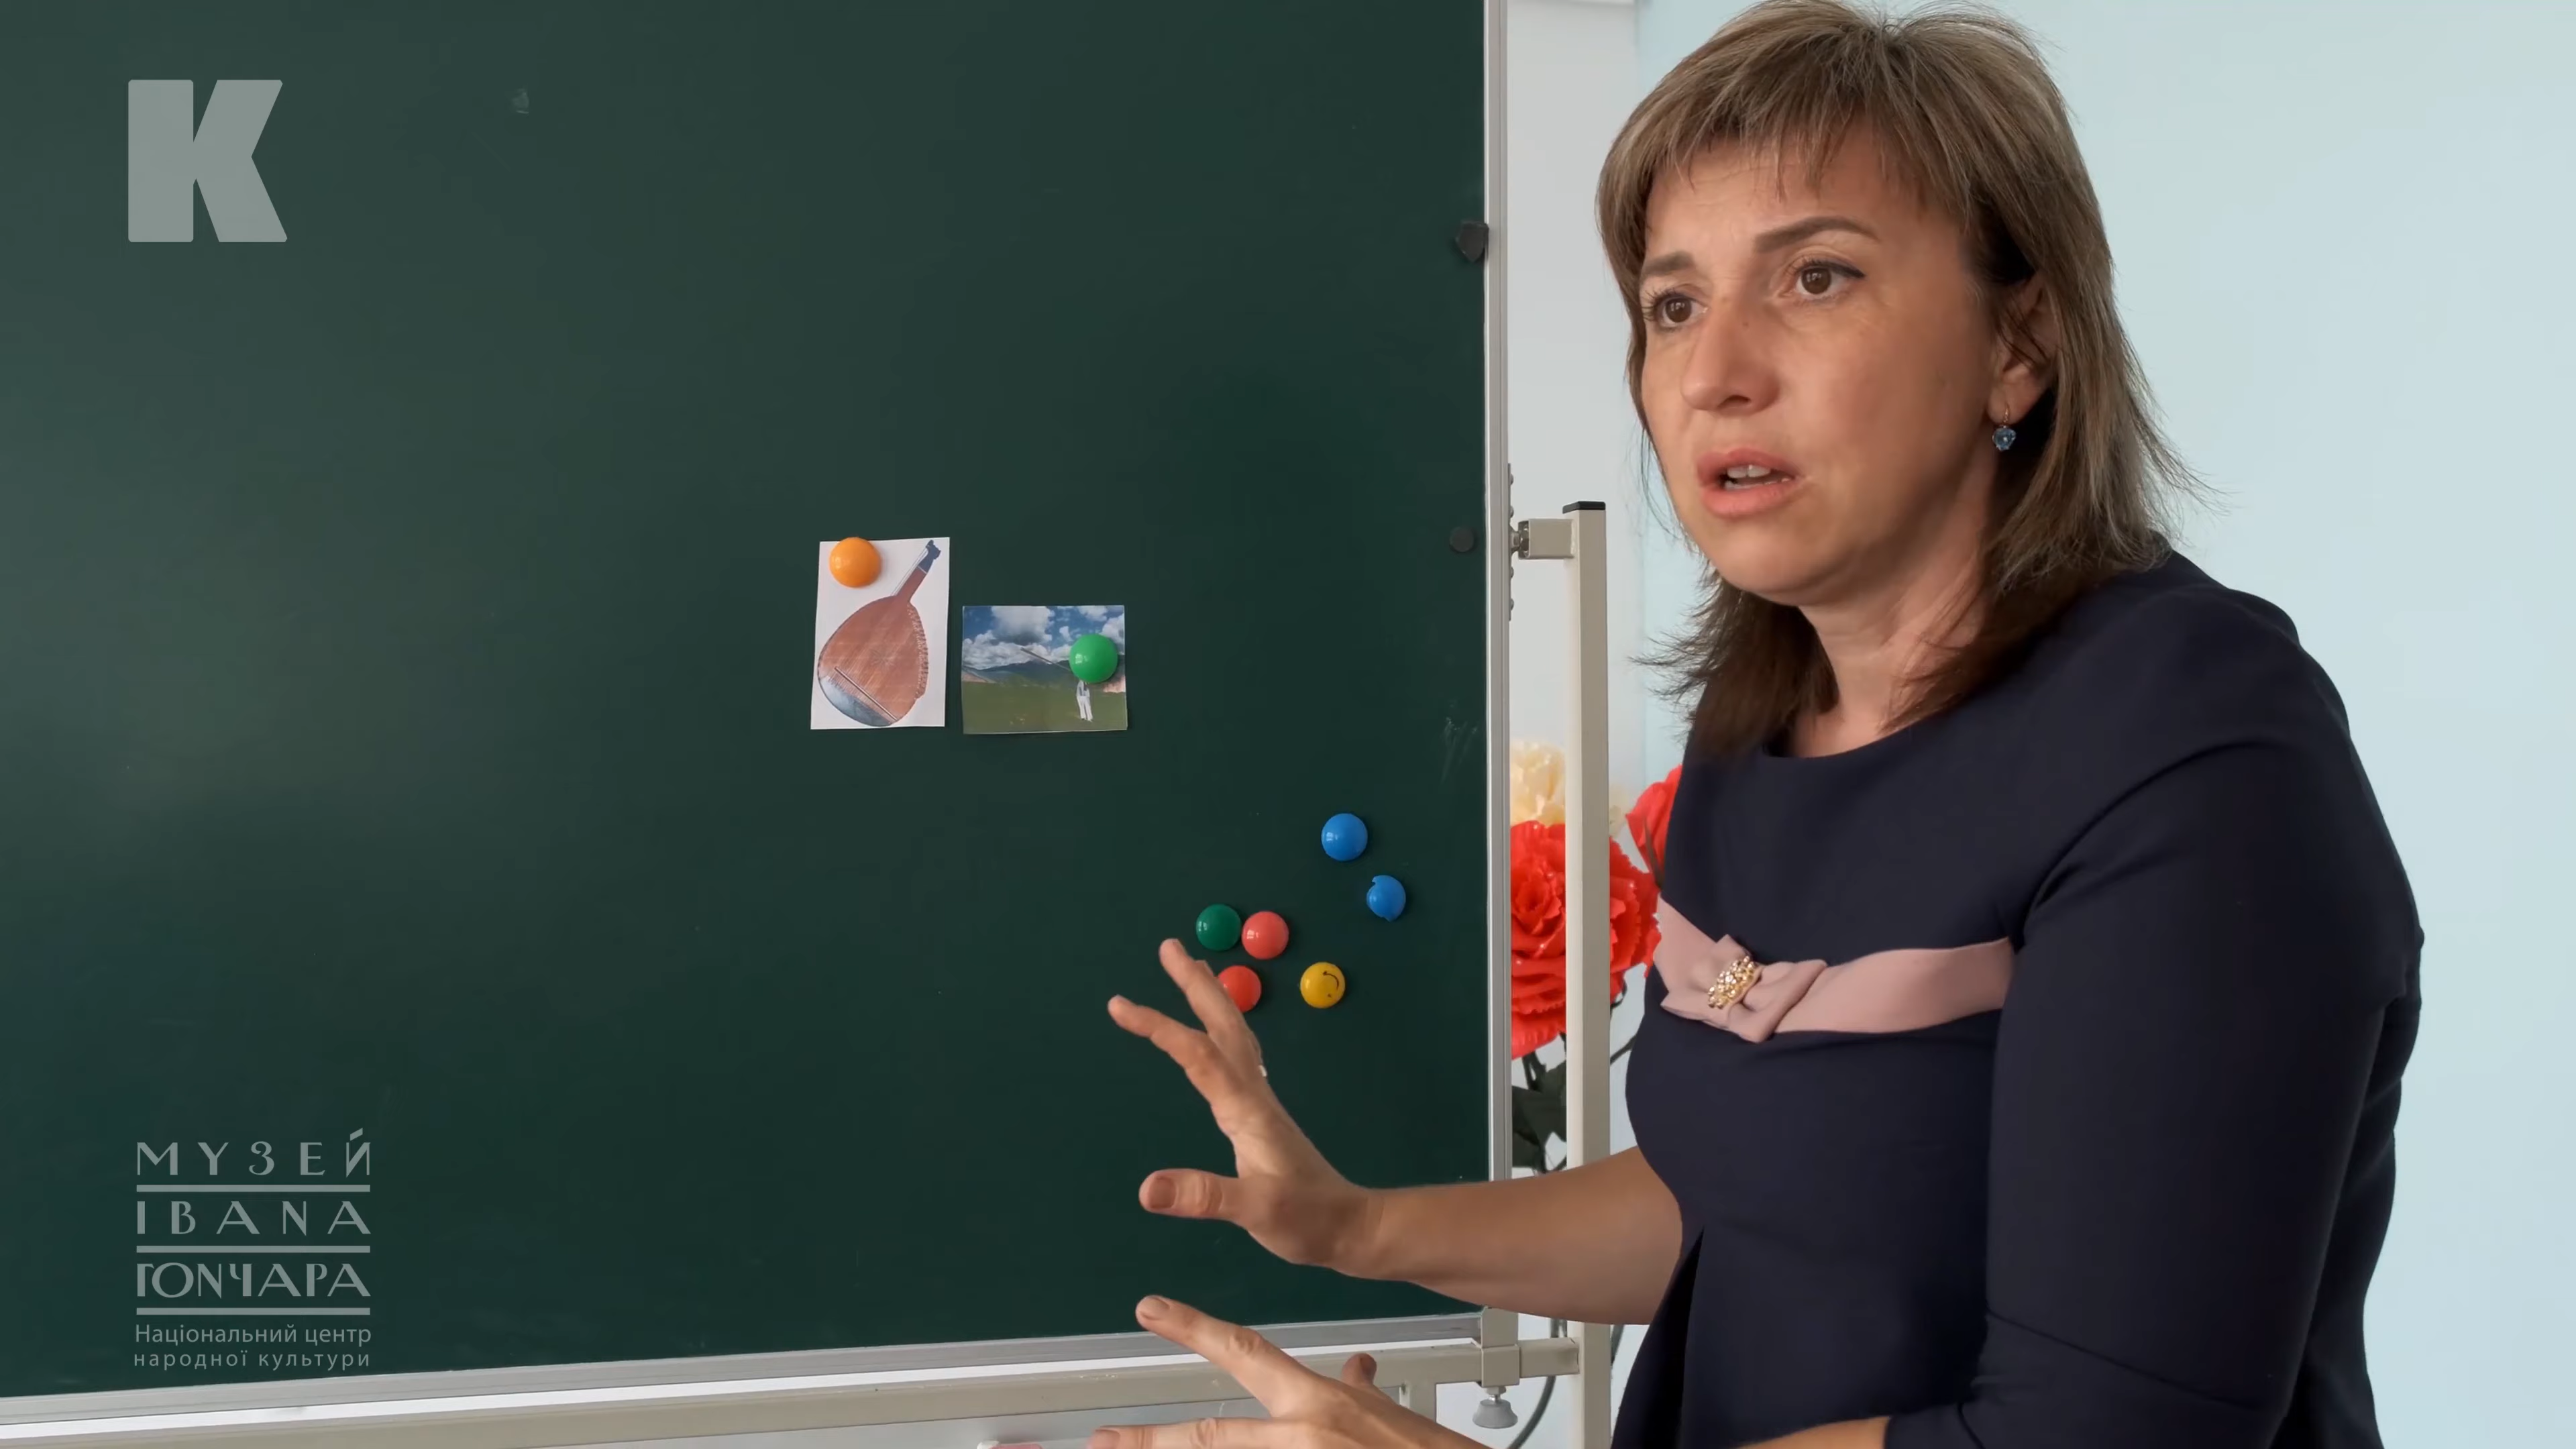 К
МУЗЕЙ
ІВАНА
ГОНЧАРА
Національний центр
народної культури